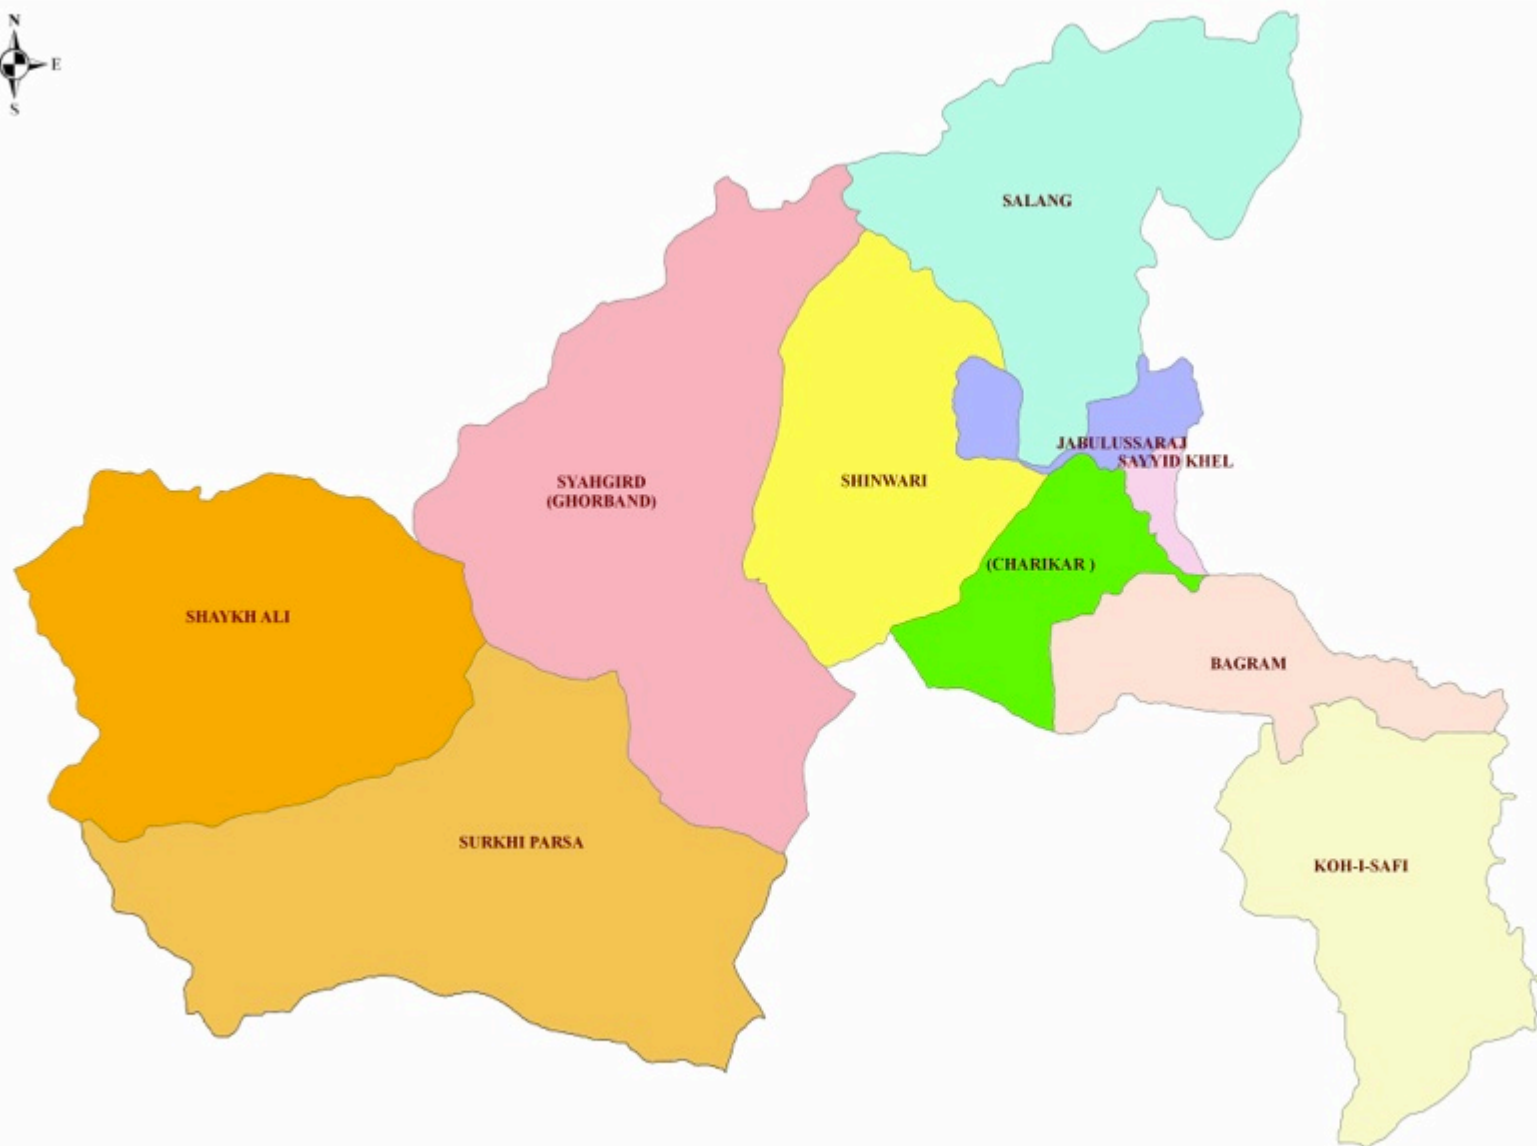 N
E
S
SALANG
JABULUSSARAJ
SAYYID KHEL
SYAHGIRD
(GHORBAND)
SHINWARI
(CHARIKAR )
SHAYKH ALI
BAGRAM
SURKHI PARSA
KOH-I-SAFI